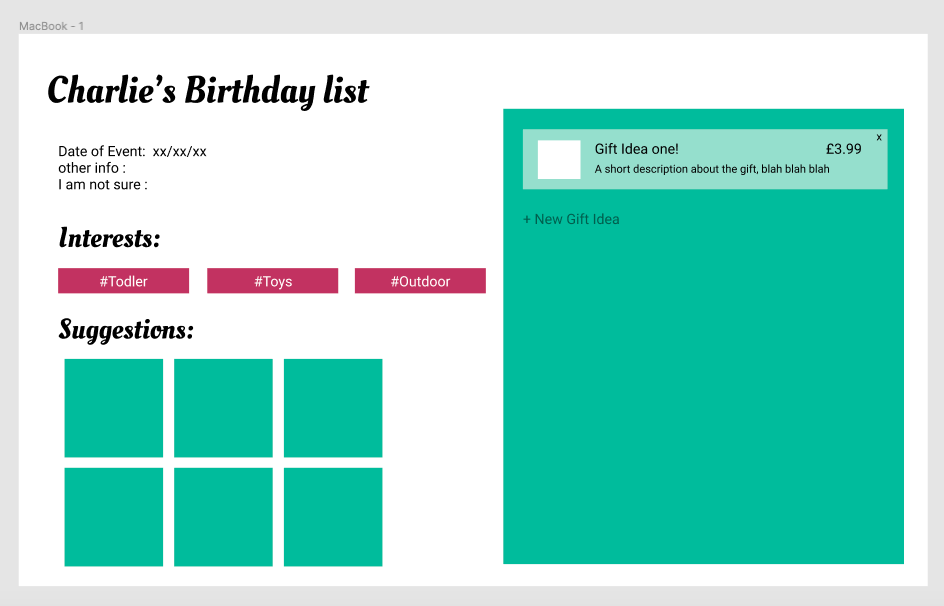 MacBook - 1
Charlie's Birthday list
Date of Event: xx/xx/xx
other info :
I am not sure :
Interests:
#Todler #Toys #Outdoor
Suggestions:
x
Gift Idea one! £3.99
A short description about the gift, blah blah blah
+ New Gift Idea